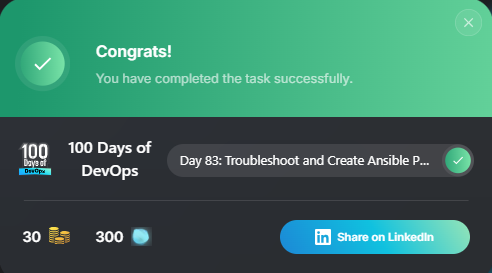 Congrats!
You have completed the task successfully.
100
Days of
DevOps
100 Days of
DevOps
Day 83: Troubleshoot and Create Ansible P...
30
300
in Share on LinkedIn